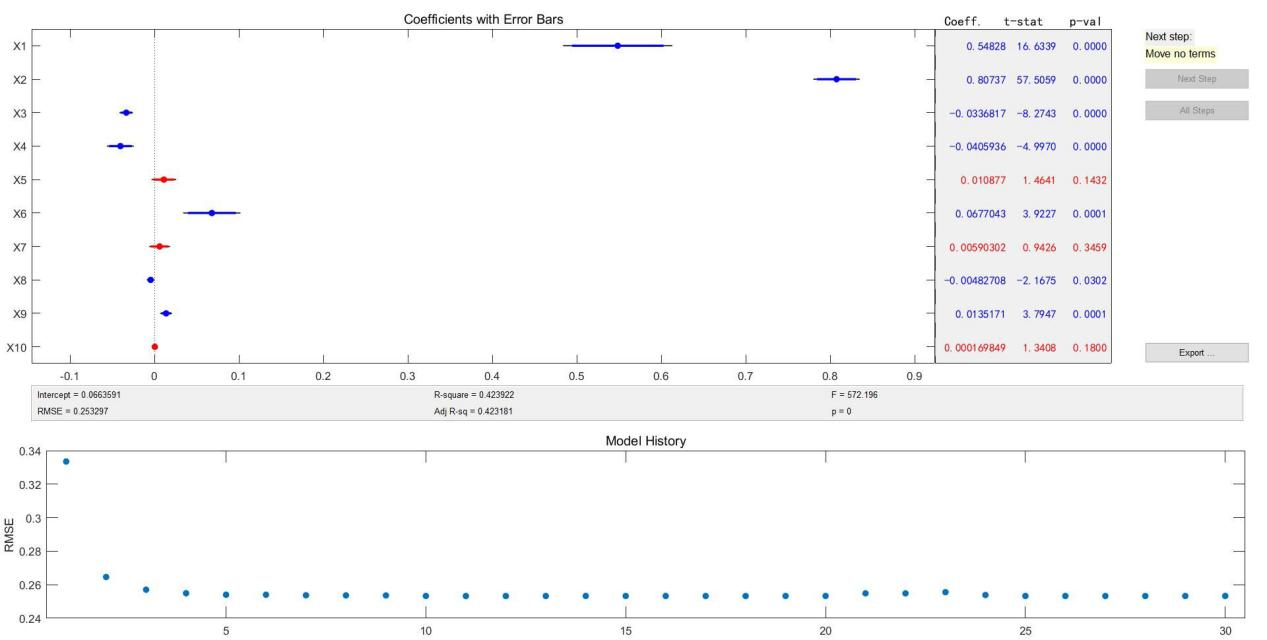 Coefficients with Error Bars
Coeff. t-stat p-val
Next step:
Move no terms
Next Step
All Steps
X1 0.54828 16.6339 0.0000
X2 0.80737 57.5059 0.0000
X3 -0.0336817 -8.2743 0.0000
X4 -0.0405936 -4.9970 0.0000
X5 0.010877 1.4641 0.1432
X6 0.0677043 3.9227 0.0001
X7 0.00590302 0.9426 0.3459
X8 -0.00482708 -2.1675 0.0302
X9 0.0135171 3.7947 0.0001
X10 0.000169849 1.3408 0.1800
Export ...
-0.1 0 0.1 0.2 0.3 0.4 0.5 0.6 0.7 0.8 0.9
Intercept = 0.0663591 R-square = 0.423922 F = 572.196
RMSE = 0.253297 Adj R-sq = 0.423181 p = 0
Model History
RMSE
0.34
0.32
0.3
0.28
0.26
0.24
5 10 15 20 25 30